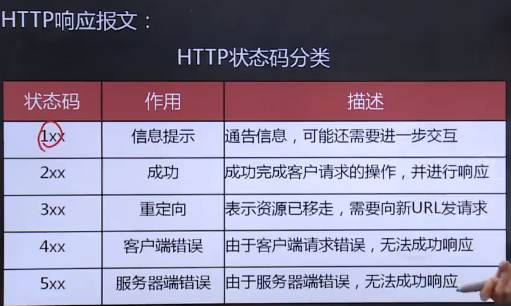 HTTP响应报文：
HTTP状态码分类
状态码 作用 描述
1xx 信息提示 通告信息，可能还需要进一步交互
2xx 成功 成功完成客户请求的操作，并进行响应
3xx 重定向 表示资源已移走，需要向新URL发请求
4xx 客户端错误 由于客户端请求错误，无法成功响应
5xx 服务器端错误 由于服务器端错误，无法成功响应